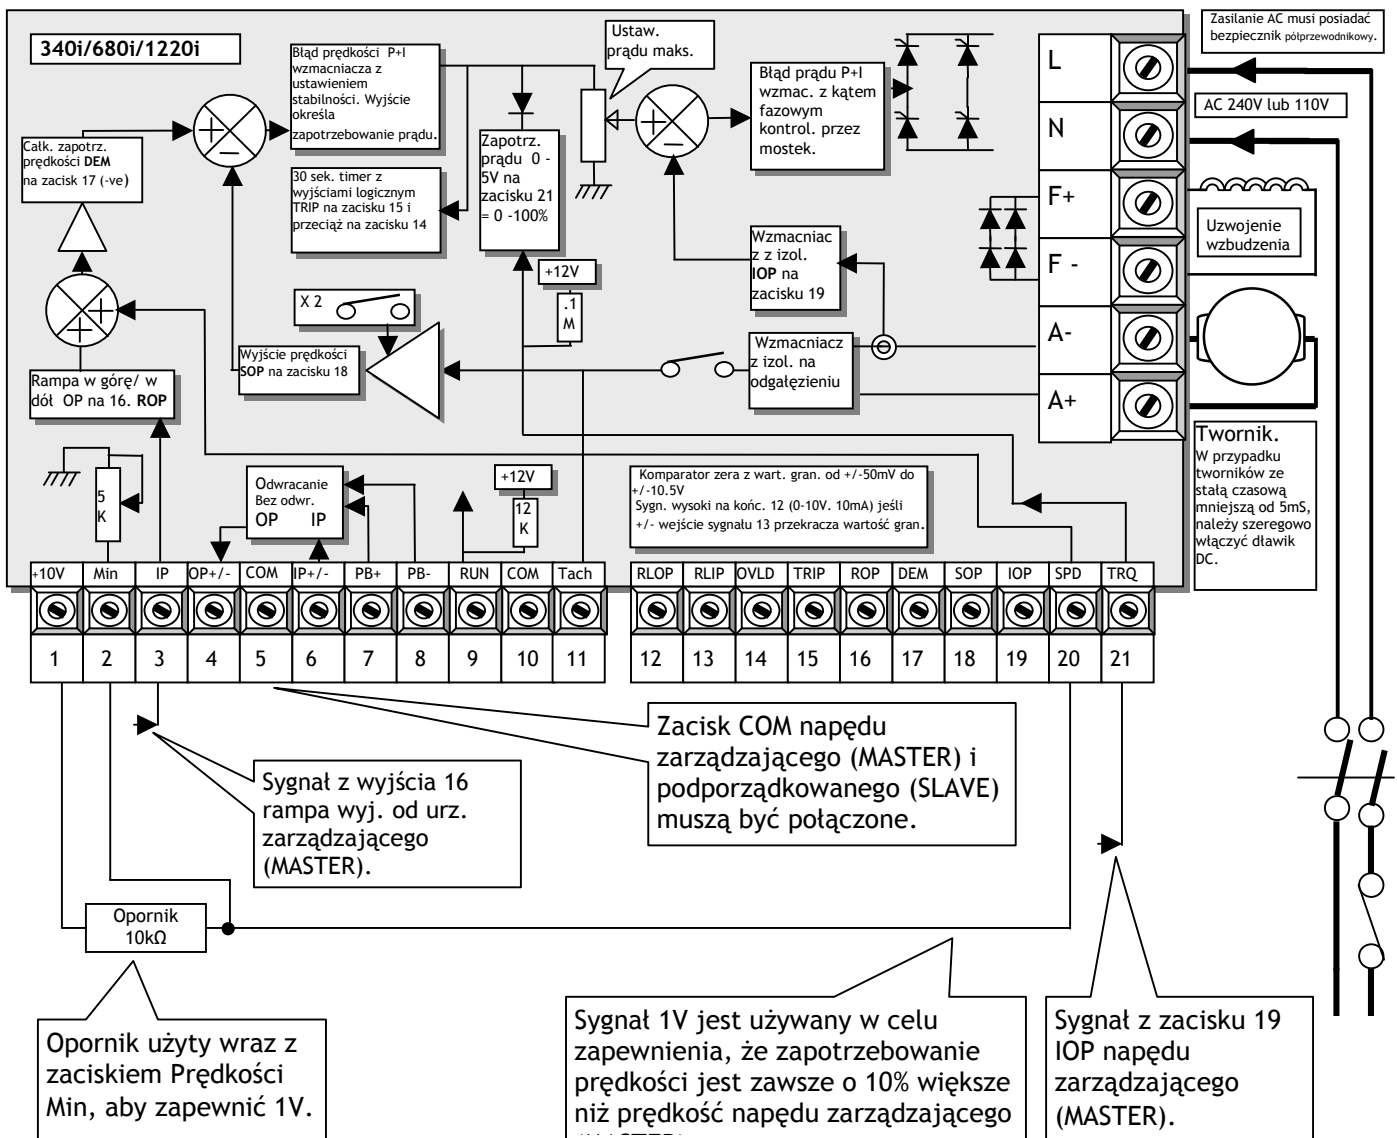 340i/680i/1220i
Błąd prędkości P+I
wzmacniacza z
ustawieniem
stabilności. Wyjście
określa
zapotrzebowanie prądu.
Ustaw.
prądu maks.
Błąd prądu P+I
wzmac. z kątem
fazowym
kontrol. przez
mostek.
Zasilanie AC musi posiadać
bezpiecznik półprzewodnikowy.
L
AC 240V lub 110V
N
Całk. zapotrz.
prędkości DEM
na zacisk 17 (-ve)
Zapotrz.
prądu 0 -
5V na
zacisku 21
= 0 -100%
30 sek. timer z
wyjściami logicznym
TRIP na zacisku 15 i
przeciąż na zacisku 14
F+
Uzwojenie
wzbudzenia
F -
Wzmacniac
z z izol.
IOP na
zacisku 19
+12V
.1
M
X 2
A-
Wzmacniacz
z izol. na
odgałęzieniu
Wyjście prędkości
SOP na zacisku 18
Rampa w górę/ w
dół OP na 16. ROP
A+
Twornik.
W przypadku
tworników ze
stałą czasową
mniejszą od 5mS,
należy szeregowo
włączyć dławik
DC.
5
K
Odwracanie
Bez odwr.
OP IP
+12V
12
K
Komparator zera z wart. gran. od +/-50mV do
+/-10.5V
Sygn. wysoki na końc. 12 (0-10V. 10mA) jeśli
+/- wejście sygnału 13 przekracza wartość gran.
+10V Min IP OP+/- COM IP+/- PB+ PB- RUN COM Tach RLOP RLIP OVLD TRIP ROP DEM SOP IOP SPD TRQ
1 2 3 4 5 6 7 8 9 10 11 12 13 14 15 16 17 18 19 20 21
Zacisk COM napędu
zarządzającego (MASTER) i
podporządkowanego (SLAVE)
muszą być połączone.
Sygnał z wyjścia 16
rampa wyj. od urz.
zarządzającego
(MASTER).
Opornik
10kΩ
Opornik użyty wraz z
zaciskiem Prędkości
Min, aby zapewnić 1V.
Sygnał 1V jest używany w celu
zapewnienia, że zapotrzebowanie
prędkości jest zawsze o 10% większe
niż prędkość napędu zarządzającego
Sygnał z zacisku 19
IOP napędu
zarządzającego
(MASTER).